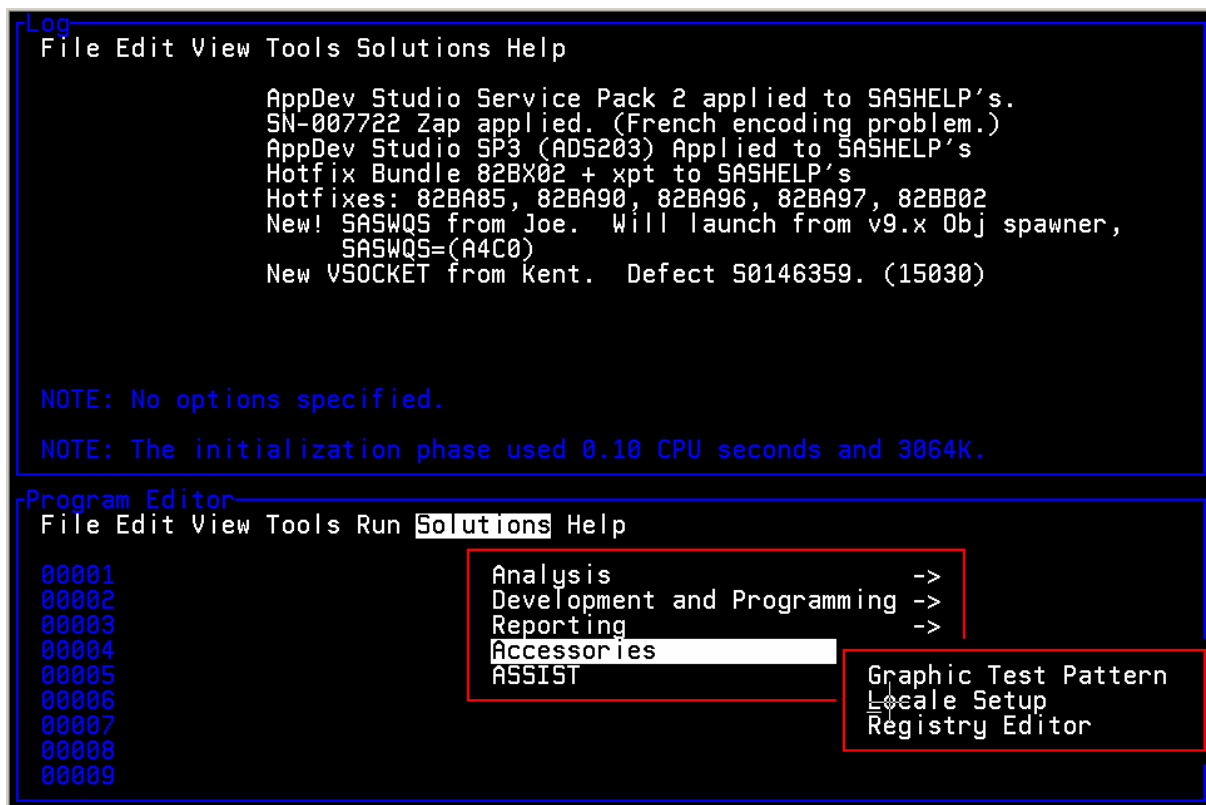 Log
File Edit View Tools Solutions Help
AppDev Studio Service Pack 2 applied to SASHELP's.
SN-007722 Zap applied. (French encoding problem.)
AppDev Studio SP3 (ADS203) Applied to SASHELP's
Hotfix Bundle 82BX02 + xpt to SASHELP's
Hotfixes: 82BA85, 82BA90, 82BA96, 82BA97, 82BB02
New! SASWQS from Joe.  Will launch from v9.x Obj spawner,
SASWQS=(A4C0)
New VSOCKET from Kent.  Defect S0146359. (15030)
NOTE: No options specified.
NOTE: The initialization phase used 0.10 CPU seconds and 3064K.
Program Editor
File Edit View Tools Run Solutions Help
00001 Analysis ->
00002 Development and Programming ->
00003 Reporting ->
00004 Accessories
00005 ASSIST Graphic Test Pattern
00006 Locale Setup
00007 Registry Editor
00008
00009